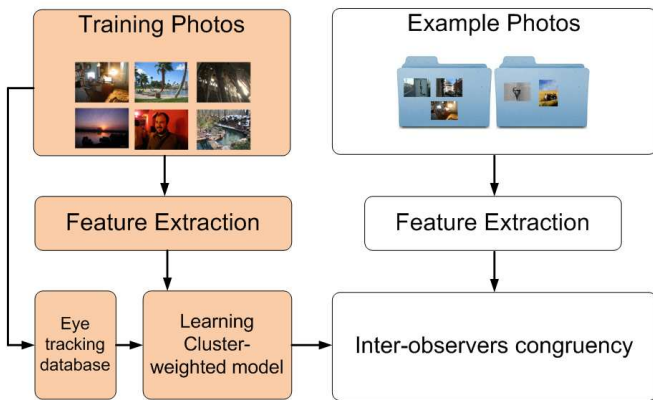 Training Photos
Example Photos
Feature Extraction
Feature Extraction
Eye
tracking
database
Learning
Cluster-
weighted model
Inter-observers congruency